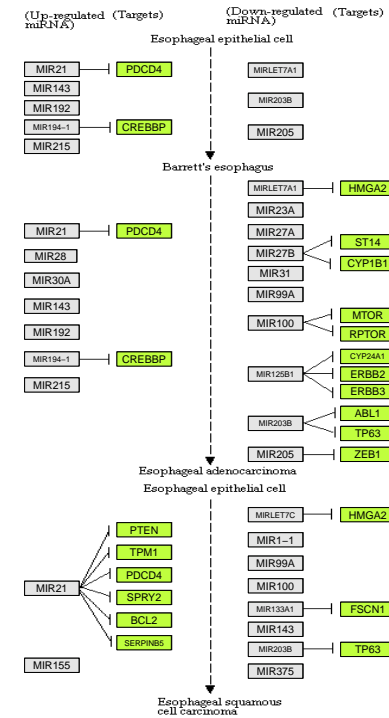 (Up-regulated miRNA) (Targets) (Down-regulated miRNA) (Targets)
Esophageal epithelial cell
MIR21 PDCD4 MIRLET7A1
MIR143
MIR192 MIR203B
MIR194-1 CREBBP MIR205
MIR215
Barrett's esophagus
MIRLET7A1 HMGA2
MIR23A
MIR21 PDCD4 MIR27A
MIR27B ST14
MIR28 CYP1B1
MIR30A MIR31
MIR99A
MIR143 MIR100 MTOR
MIR192 RPTOR
MIR194-1 CREBBP CYP24A1
MIR125B1 ERBB2
MIR215 ERBB3
MIR203B ABL1
TP63
MIR205 ZEB1
Esophageal adenocarcinoma
Esophageal epithelial cell
MIRLET7C HMGA2
PTEN MIR1-1
TPM1 MIR99A
PDCD4
MIR21 MIR100
SPRY2 MIR133A1 FSCN1
BCL2 MIR143
SERPINB5 MIR203B TP63
MIR155 MIR375
Esophageal squamous
cell carcinoma